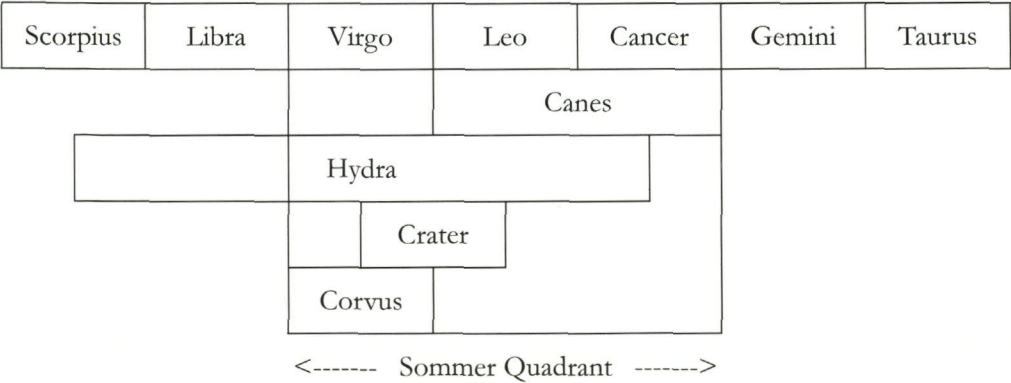 Scorpius Libra Virgo Leo Cancer Gemini Taurus
Canes
Hydra
Crater
Corvus
<------- Sommer Quadrant ------->